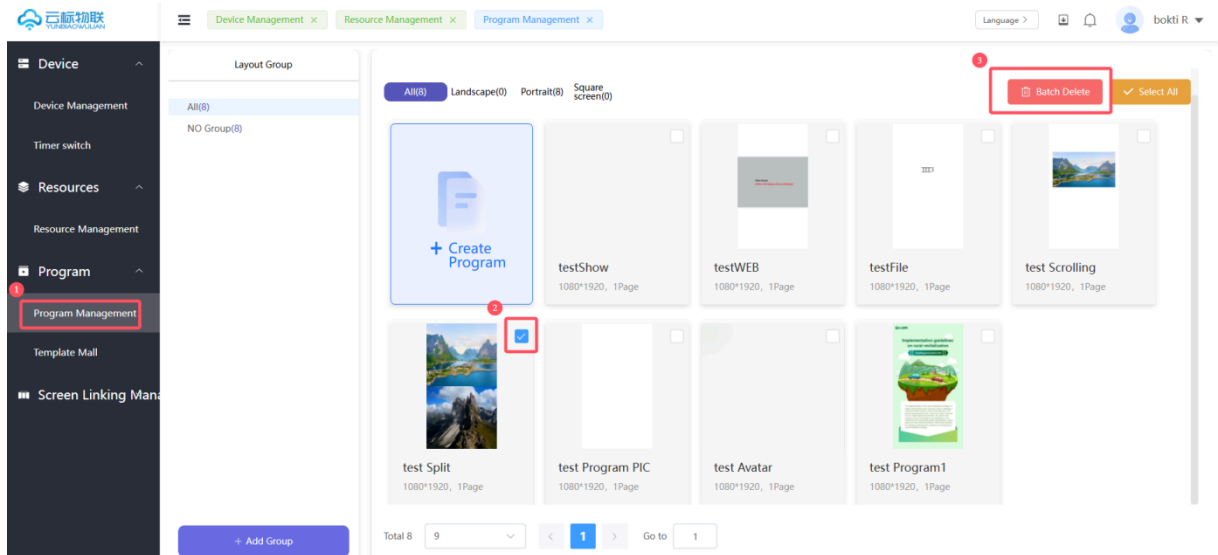 云标物联
YUNBIAOWULIAN
Device Management ×
Resource Management ×
Program Management ×
Language >
bokti R
Device
Device Management
Timer switch
Resources
Resource Management
Program
1
Program Management
Template Mall
Screen Linking Mana
Layout Group
All(8)
NO Group(8)
+ Add Group
All(8)
Landscape(0)
Portrait(8)
Square
screen(0)
3
Batch Delete
Select All
+ Create
Program
testShow
1080*1920, 1Page
testWEB
1080*1920, 1Page
testFile
1080*1920, 1Page
test Scrolling
1080*1920, 1Page
2
test Split
1080*1920, 1Page
test Program PIC
1080*1920, 1Page
test Avatar
1080*1920, 1Page
Implementation guidelines
on rural revitalization
test Program1
1080*1920, 1Page
Total 8
9
<
1
>
Go to
1